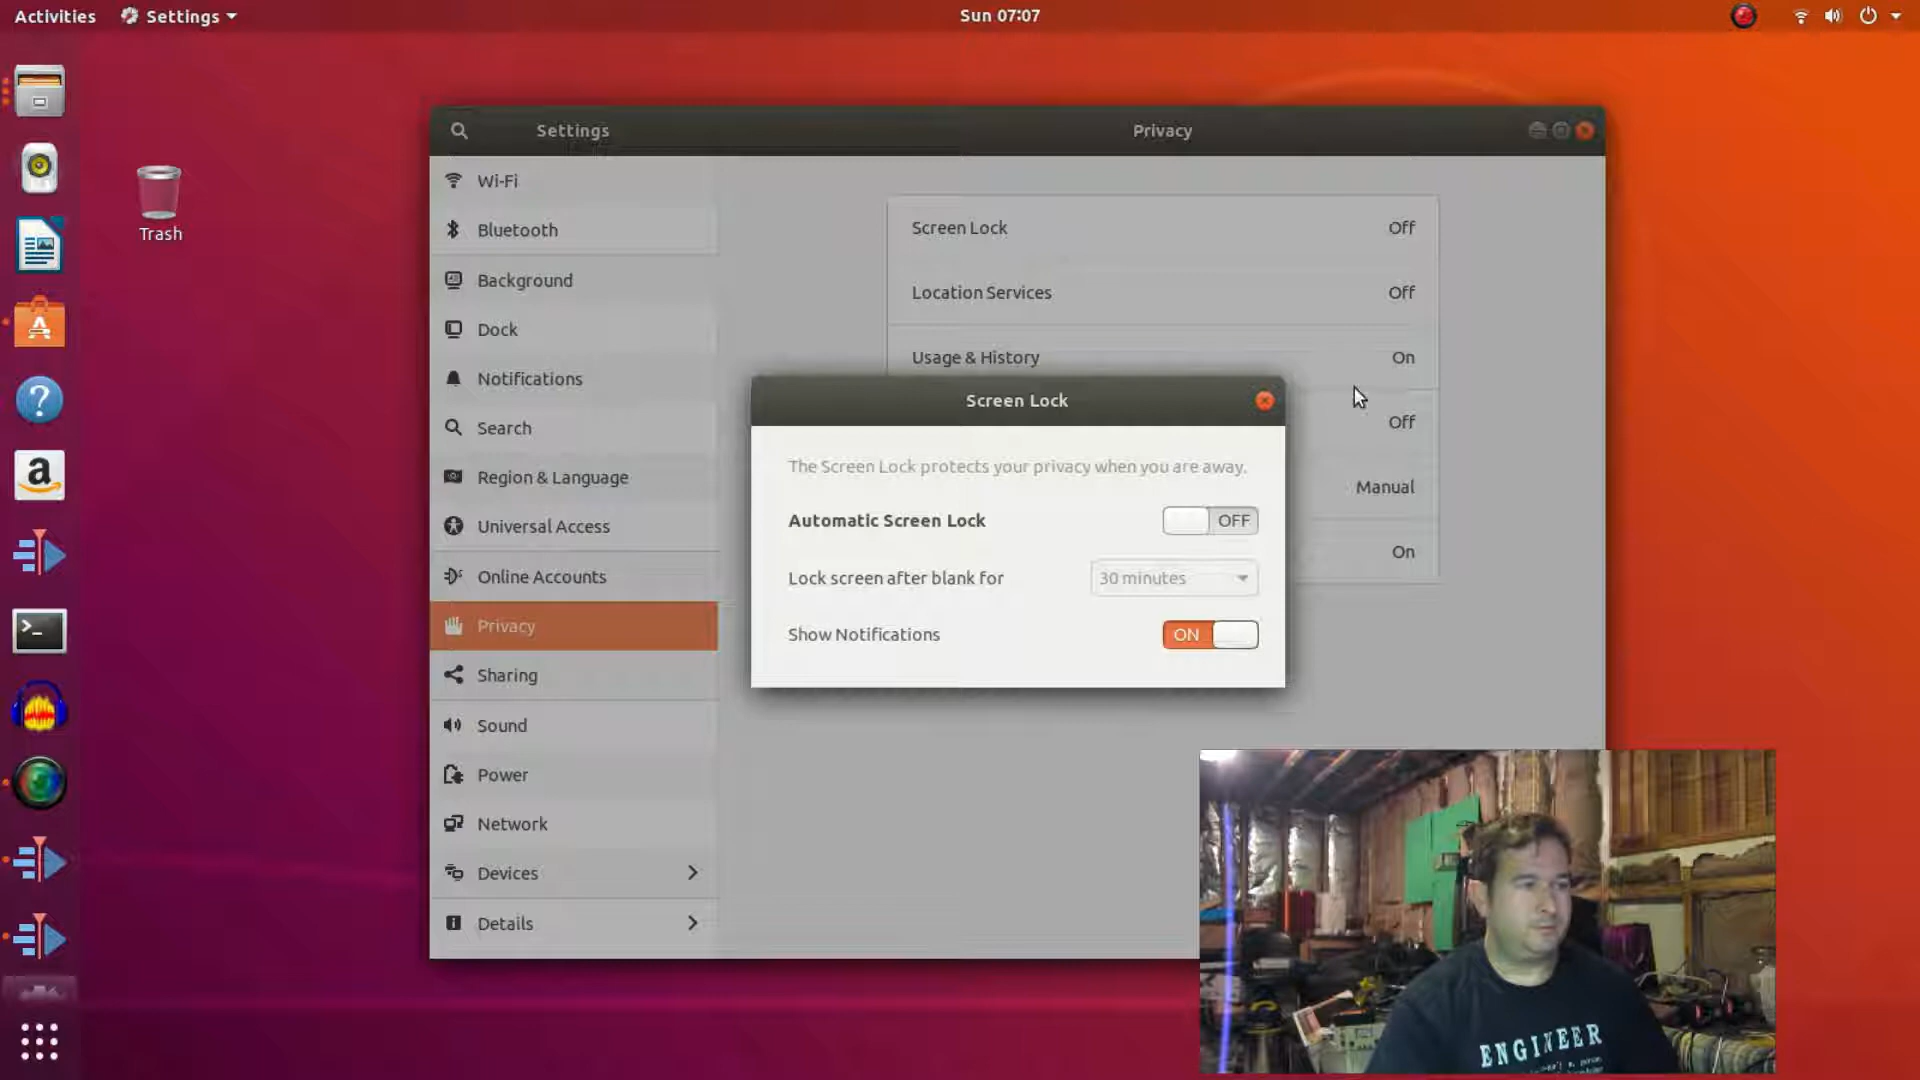 Activities Settings Sun 07:07
Trash
Settings Privacy
Wi-Fi
Bluetooth
Background
Dock
Notifications
Search
Region & Language
Universal Access
Online Accounts
Privacy
Sharing
Sound
Power
Network
Devices
Details
Screen Lock Off
Location Services Off
Usage & History On
Off
Manual
On
Screen Lock
The Screen Lock protects your privacy when you are away.
Automatic Screen Lock OFF
Lock screen after blank for 30 minutes
Show Notifications ON
ENGINEER